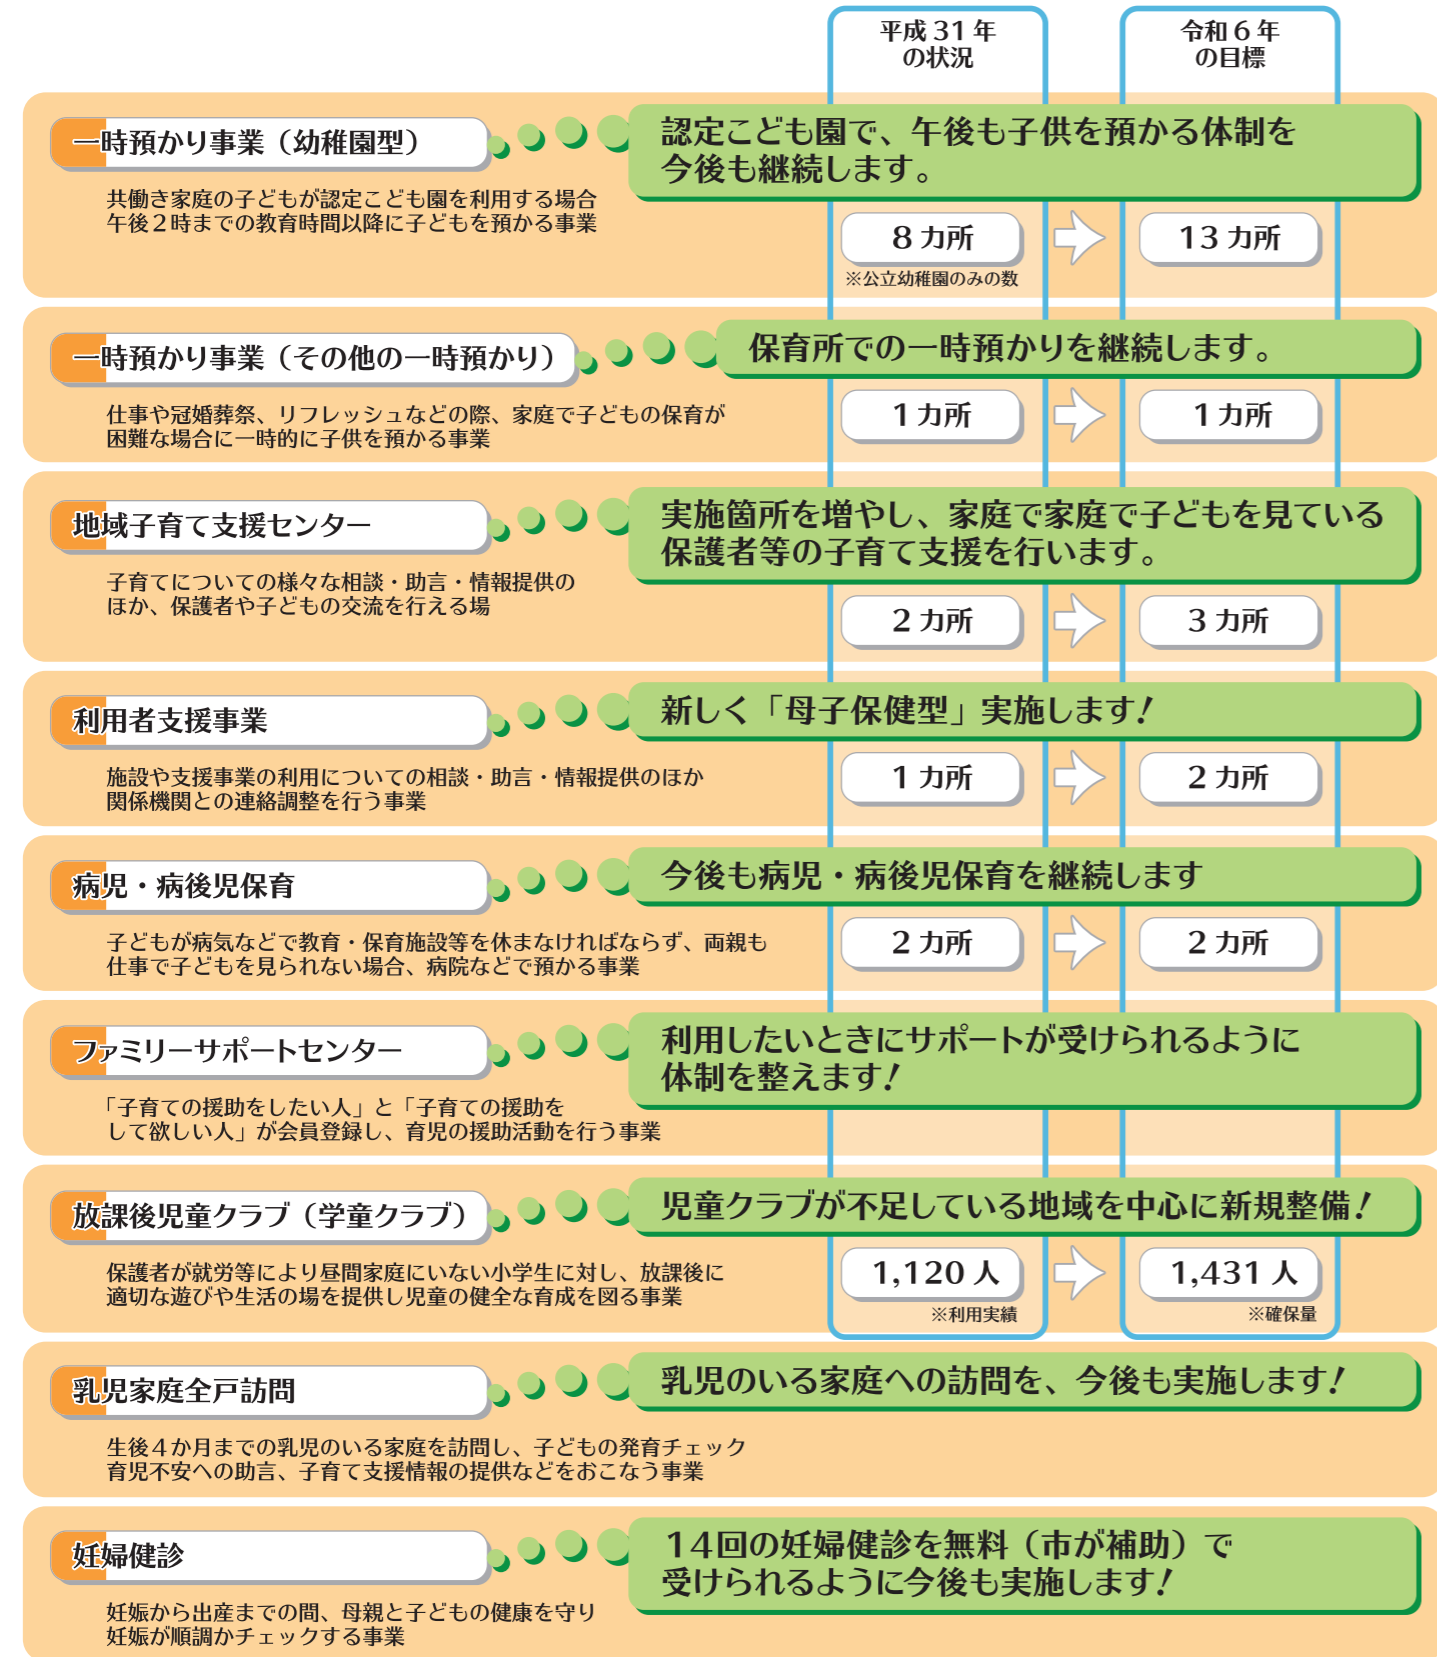 平成 31 年
の状況
令和 6 年
の目標
一時預かり事業（幼稚園型）
認定こども園で、午後も子供を預かる体制を
今後も継続します。
共働き家庭の子どもが認定こども園を利用する場合
午後２時までの教育時間以降に子どもを預かる事業
8 カ所
13 カ所
※公立幼稚園のみの数
一時預かり事業（その他の一時預かり）
保育所での一時預かりを継続します。
仕事や冠婚葬祭、リフレッシュなどの際、家庭で子どもの保育が
困難な場合に一時的に子供を預かる事業
1 カ所
1 カ所
地域子育て支援センター
実施箇所を増やし、家庭で家庭で子どもを見ている
保護者等の子育て支援を行います。
子育てについての様々な相談・助言・情報提供の
ほか、保護者や子どもの交流を行える場
2 カ所
3 カ所
利用者支援事業
新しく「母子保健型」実施します！
施設や支援事業の利用についての相談・助言・情報提供のほか
関係機関との連絡調整を行う事業
1 カ所
2 カ所
病児・病後児保育
今後も病児・病後児保育を継続します
子どもが病気などで教育・保育施設等を休まなければならず、両親も
仕事で子どもを見られない場合、病院などで預かる事業
2 カ所
2 カ所
ファミリーサポートセンター
利用したいときにサポートが受けられるように
体制を整えます！
「子育ての援助をしたい人」と「子育ての援助を
して欲しい人」が会員登録し、育児の援助活動を行う事業
放課後児童クラブ（学童クラブ）
児童クラブが不足している地域を中心に新規整備！
保護者が就労等により昼間家庭にいない小学生に対し、放課後に
適切な遊びや生活の場を提供し児童の健全な育成を図る事業
1,120 人
1,431 人
※利用実績
※確保量
乳児家庭全戸訪問
乳児のいる家庭への訪問を、今後も実施します！
生後４か月までの乳児のいる家庭を訪問し、子どもの発育チェック
育児不安への助言、子育て支援情報の提供などをおこなう事業
妊婦健診
14回の妊婦健診を無料（市が補助）で
受けられるように今後も実施します！
妊娠から出産までの間、母親と子どもの健康を守り
妊娠が順調かチェックする事業